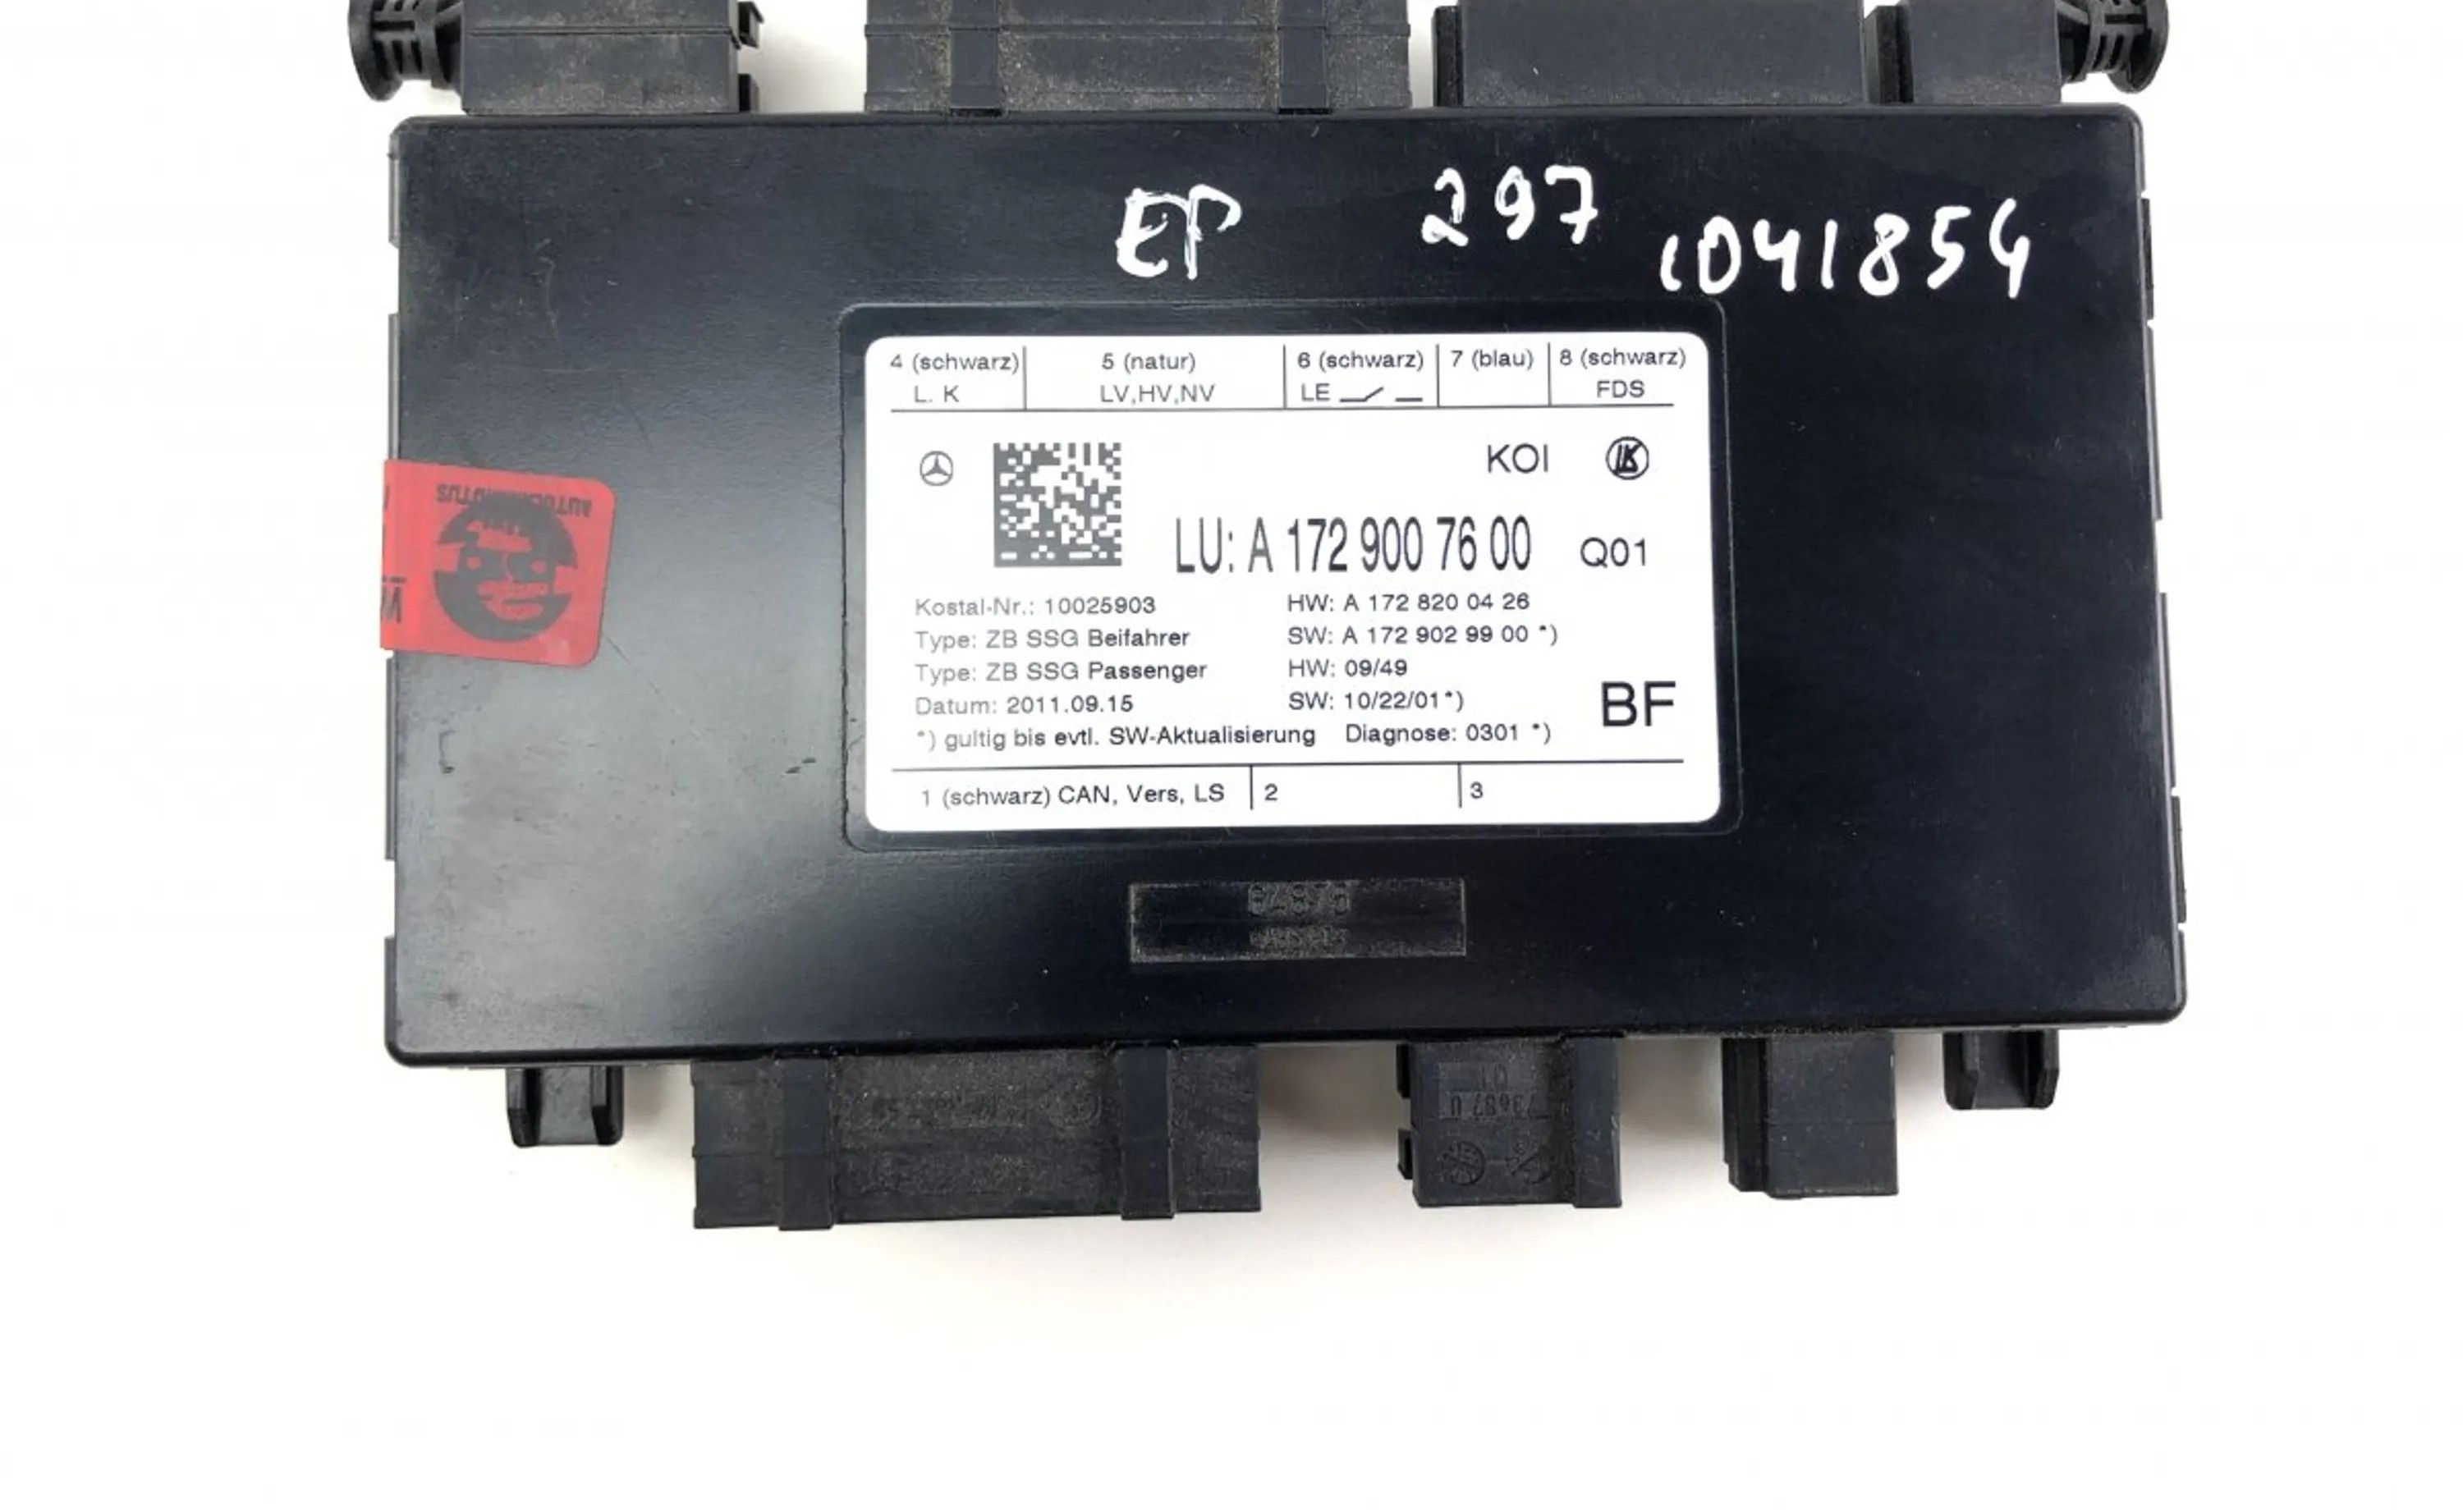 EP 297
1041854
4 (schwarz) 5 (natur) 6 (schwarz) 7 (blau) 8 (schwarz)
L. K LV,HV,NV LE FDS
KOI
LU: A 172 900 76 00 Q01
Kostal-Nr.: 10025903 HW: A 172 820 04 26
Type: ZB SSG Beifahrer SW: A 172 902 99 00 *)
Type: ZB SSG Passenger HW: 09/49
Datum: 2011.09.15 SW: 10/22/01*)
BF
*) gultig bis evtl. SW-Aktualisierung Diagnose: 0301 *)
1 (schwarz) CAN, Vers, LS 2 3